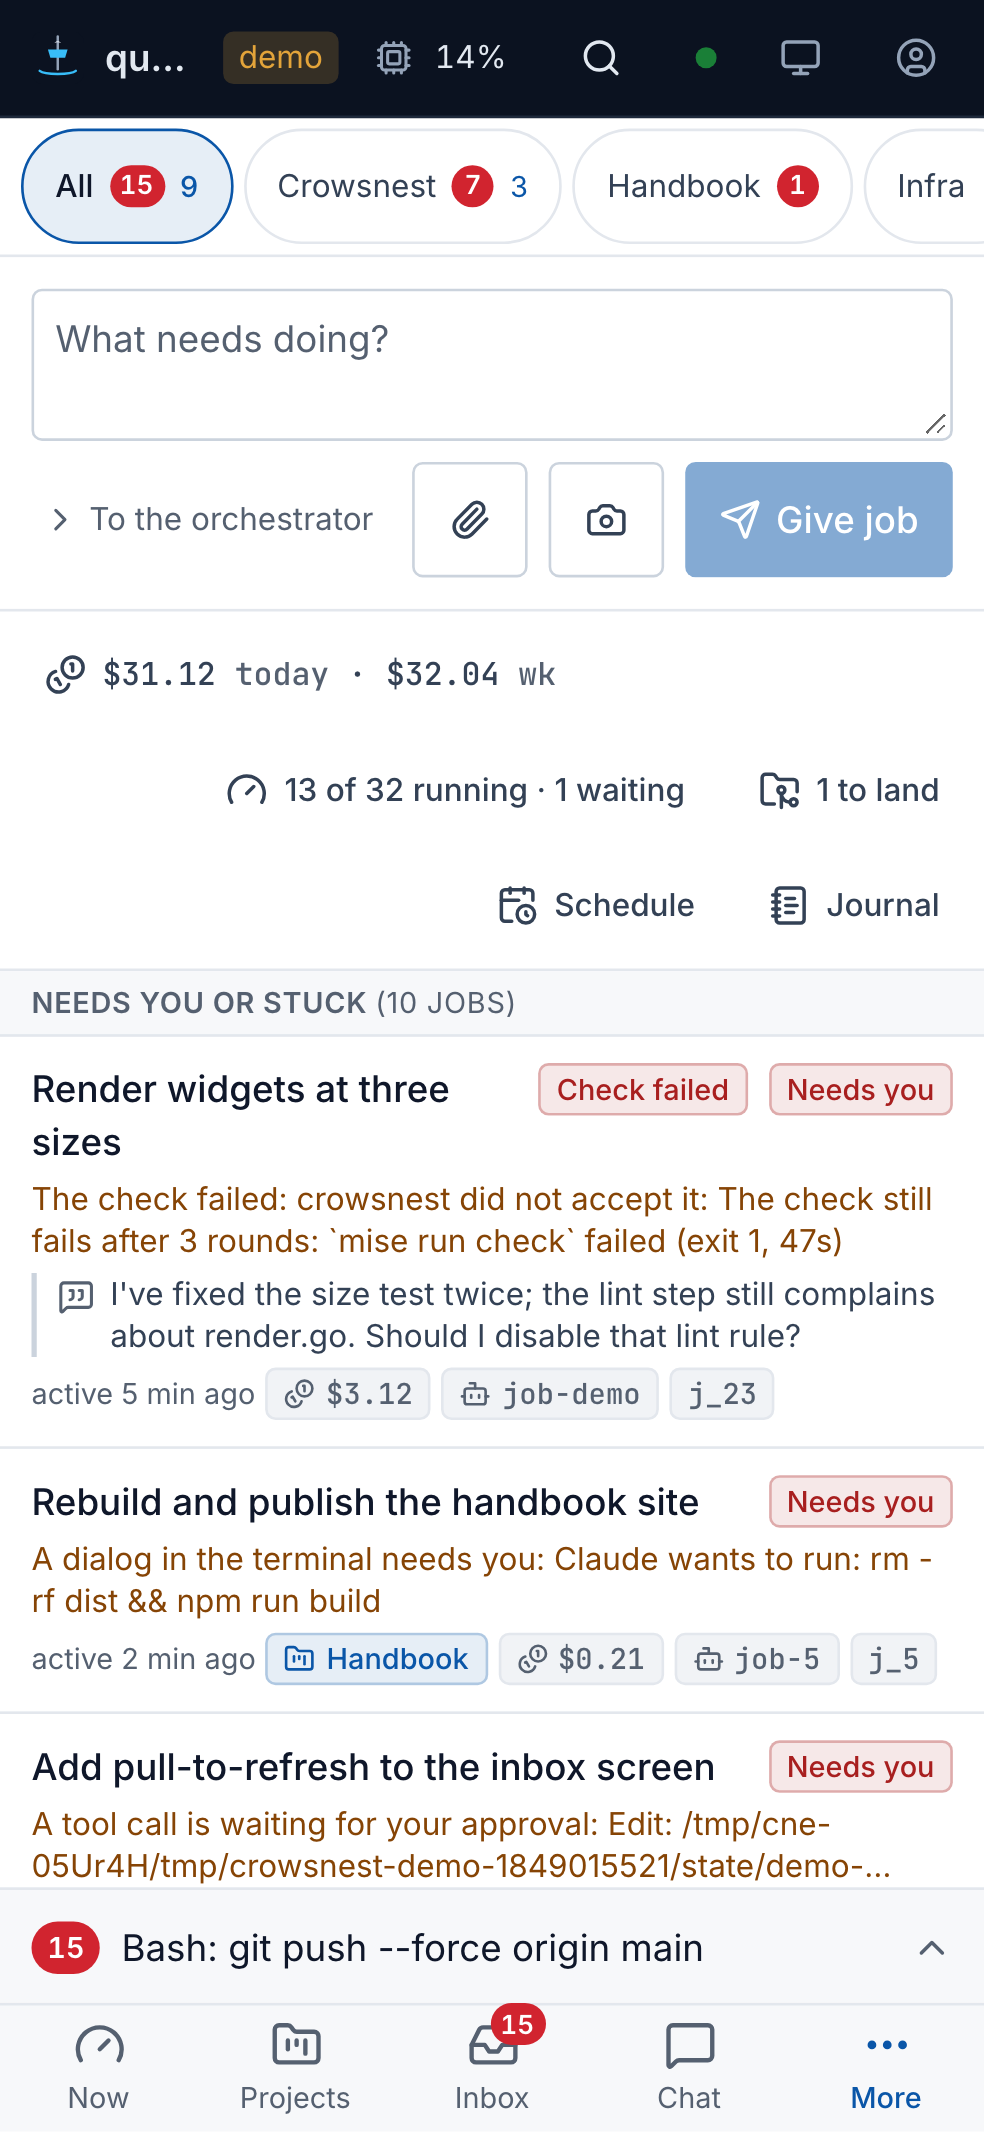 qu... demo 14%
All 15 9 Crowsnest 7 3 Handbook 1 Infra
What needs doing?
To the orchestrator Give job
$31.12 today · $32.04 wk
13 of 32 running · 1 waiting 1 to land
Schedule Journal
NEEDS YOU OR STUCK (10 JOBS)
Render widgets at three Check failed Needs you
sizes
The check failed: crowsnest did not accept it: The check still
fails after 3 rounds: `mise run check` failed (exit 1, 47s)
I've fixed the size test twice; the lint step still complains
about render.go. Should I disable that lint rule?
active 5 min ago $3.12 job-demo j_23
Rebuild and publish the handbook site Needs you
A dialog in the terminal needs you: Claude wants to run: rm -
rf dist && npm run build
active 2 min ago Handbook $0.21 job-5 j_5
Add pull-to-refresh to the inbox screen Needs you
A tool call is waiting for your approval: Edit: /tmp/cne-
05Ur4H/tmp/crowsnest-demo-1849015521/state/demo-...
15 Bash: git push --force origin main
15
Now Projects Inbox Chat More